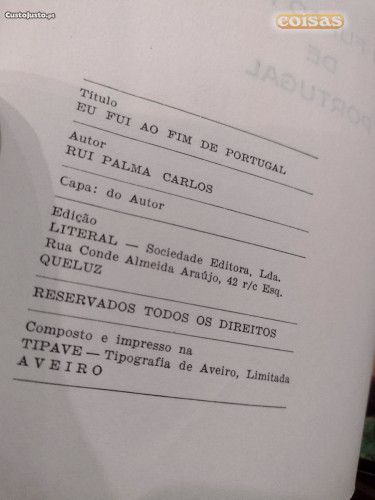 CustoJusto.pt
coisas
DE
PORTUGAL
Título
EU FUI AO FIM DE PORTUGAL
Autor
RUI PALMA CARLOS
Capa: do Autor
Edição
LITERAL — Sociedade Editora, Lda.
Rua Conde Almeida Araújo, 42 r/c Esq.
QUELUZ
RESERVADOS TODOS OS DIREITOS
Composto e impresso na
TIPAVE — Tipografia de Aveiro, Limitada
AVEIRO